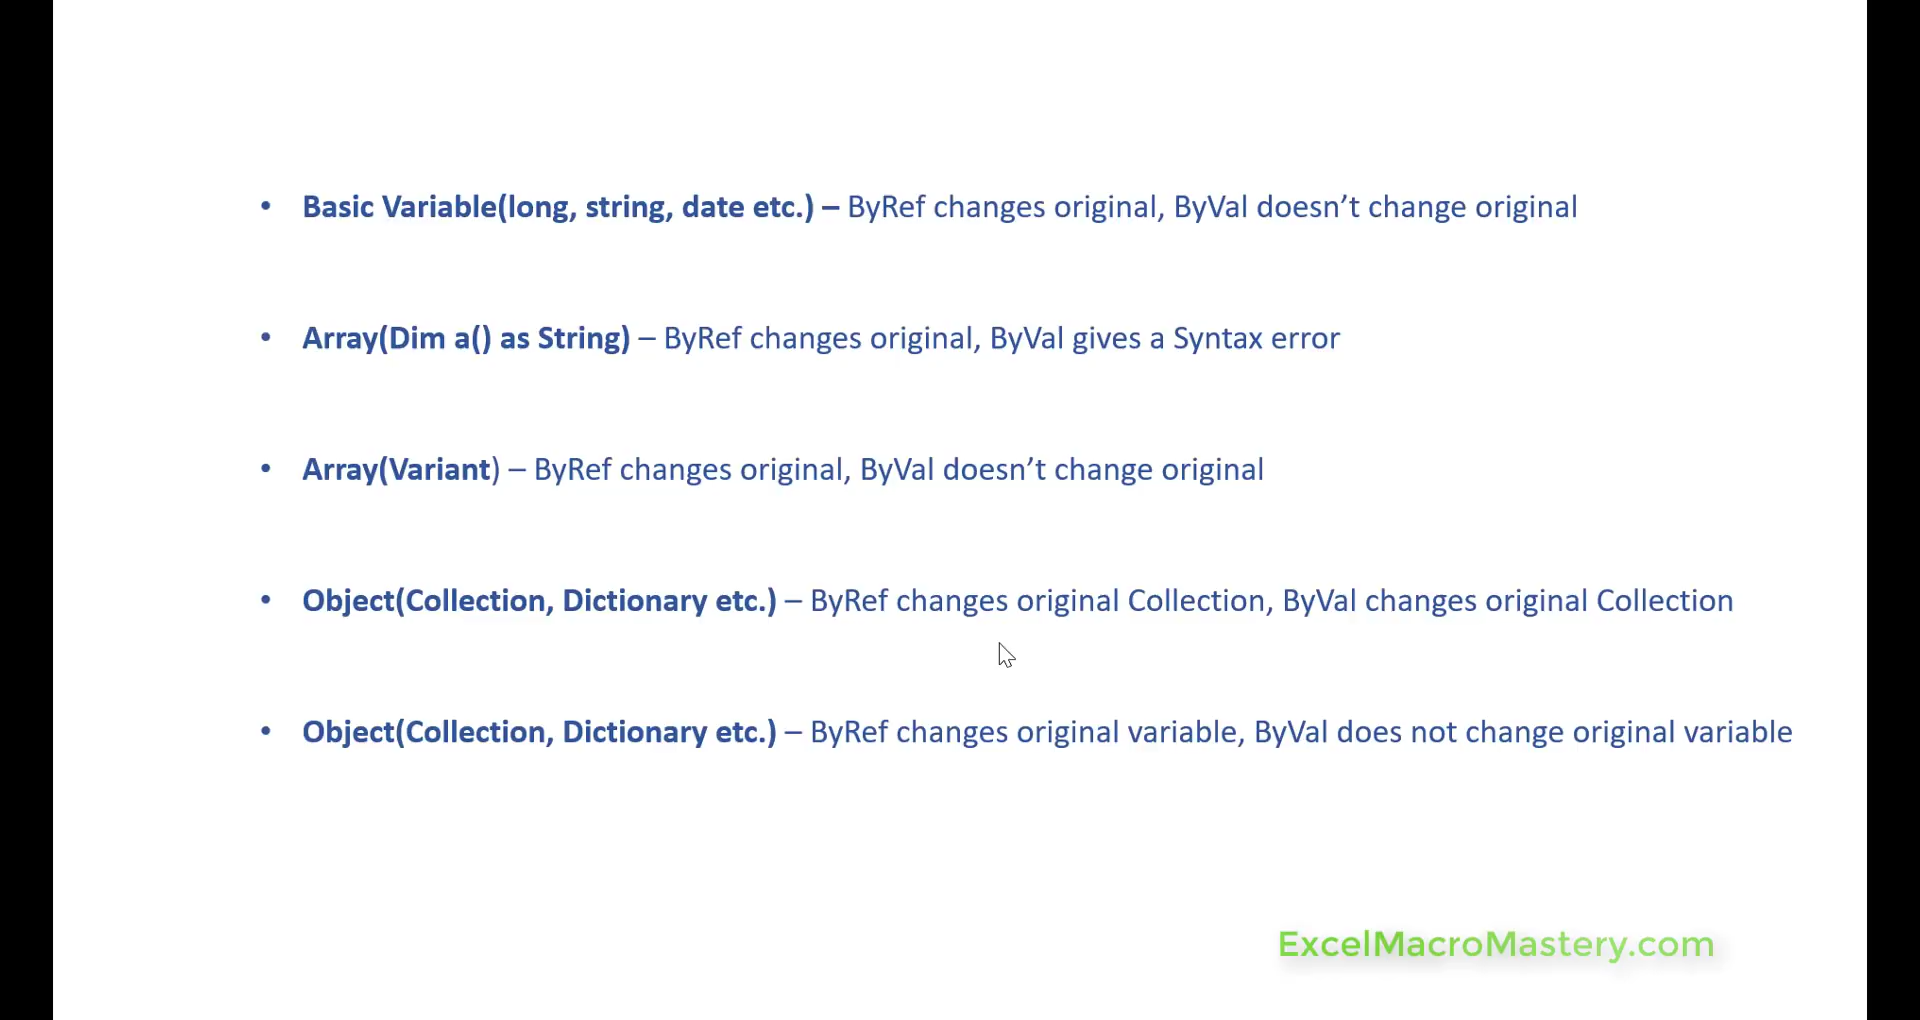 • Basic Variable(long, string, date etc.) – ByRef changes original, ByVal doesn’t change original
• Array(Dim a() as String) – ByRef changes original, ByVal gives a Syntax error
• Array(Variant) – ByRef changes original, ByVal doesn’t change original
• Object(Collection, Dictionary etc.) – ByRef changes original Collection, ByVal changes original Collection
• Object(Collection, Dictionary etc.) – ByRef changes original variable, ByVal does not change original variable
ExcelMacroMastery.com